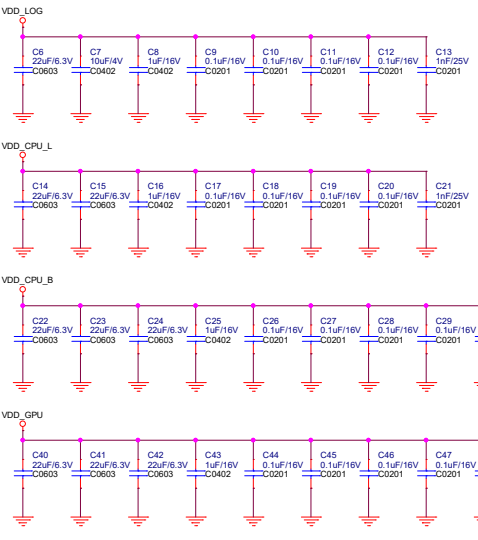 VDD_LOG
C6 C7 C8 C9 C10 C11 C12 C13
22uF/6.3V 10uF/4V 1uF/16V 0.1uF/16V 0.1uF/16V 0.1uF/16V 0.1uF/16V 1nF/25V
C0603 C0402 C0402 C0201 C0201 C0201 C0201 C0201
VDD_CPU_L
C14 C15 C16 C17 C18 C19 C20 C21
22uF/6.3V 22uF/6.3V 1uF/16V 0.1uF/16V 0.1uF/16V 0.1uF/16V 0.1uF/16V 1nF/25V
C0603 C0603 C0402 C0201 C0201 C0201 C0201 C0201
VDD_CPU_B
C22 C23 C24 C25 C26 C27 C28 C29
22uF/6.3V 22uF/6.3V 22uF/6.3V 1uF/16V 0.1uF/16V 0.1uF/16V 0.1uF/16V 0.1uF/16V
C0603 C0603 C0603 C0402 C0201 C0201 C0201 C0201
VDD_GPU
C40 C41 C42 C43 C44 C45 C46 C47
22uF/6.3V 22uF/6.3V 22uF/6.3V 1uF/16V 0.1uF/16V 0.1uF/16V 0.1uF/16V 0.1uF/16V
C0603 C0603 C0603 C0402 C0201 C0201 C0201 C0201